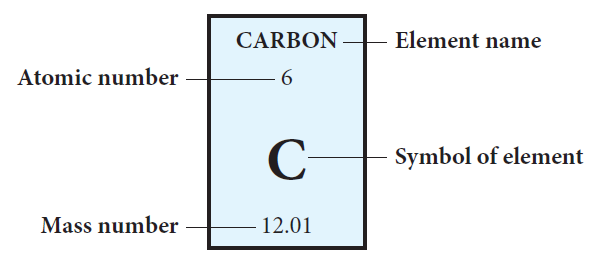 CARBON Element name
Atomic number 6
C Symbol of element
Mass number 12.01